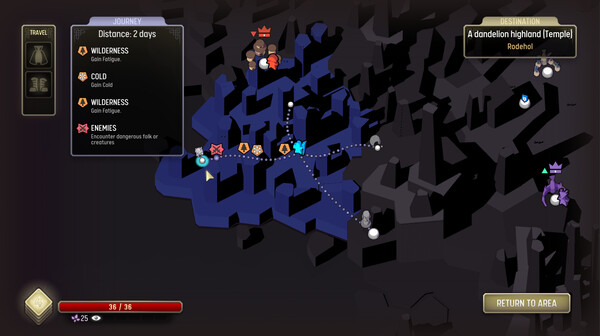 TRAVEL
JOURNEY
Distance: 2 days
WILDERNESS
Gain Fatigue.
COLD
Gain Cold
WILDERNESS
Gain Fatigue.
ENEMIES
Encounter dangerous folk or
creatures
DESTINATION
A dandelion highland (Temple)
Rodehol
36 / 36
25
RETURN TO AREA